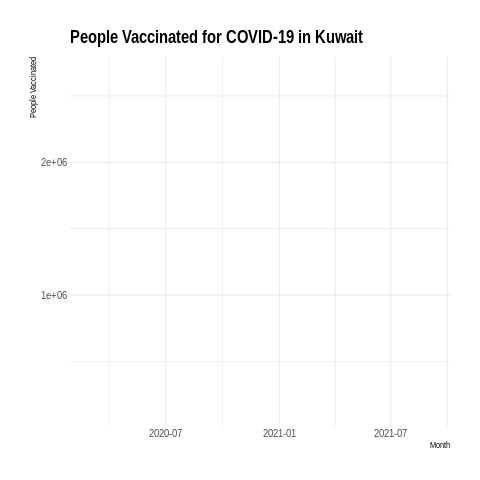 People Vaccinated for COVID-19 in Kuwait
People Vaccinated
2e+06
1e+06
2020-07
2021-01
2021-07
Month